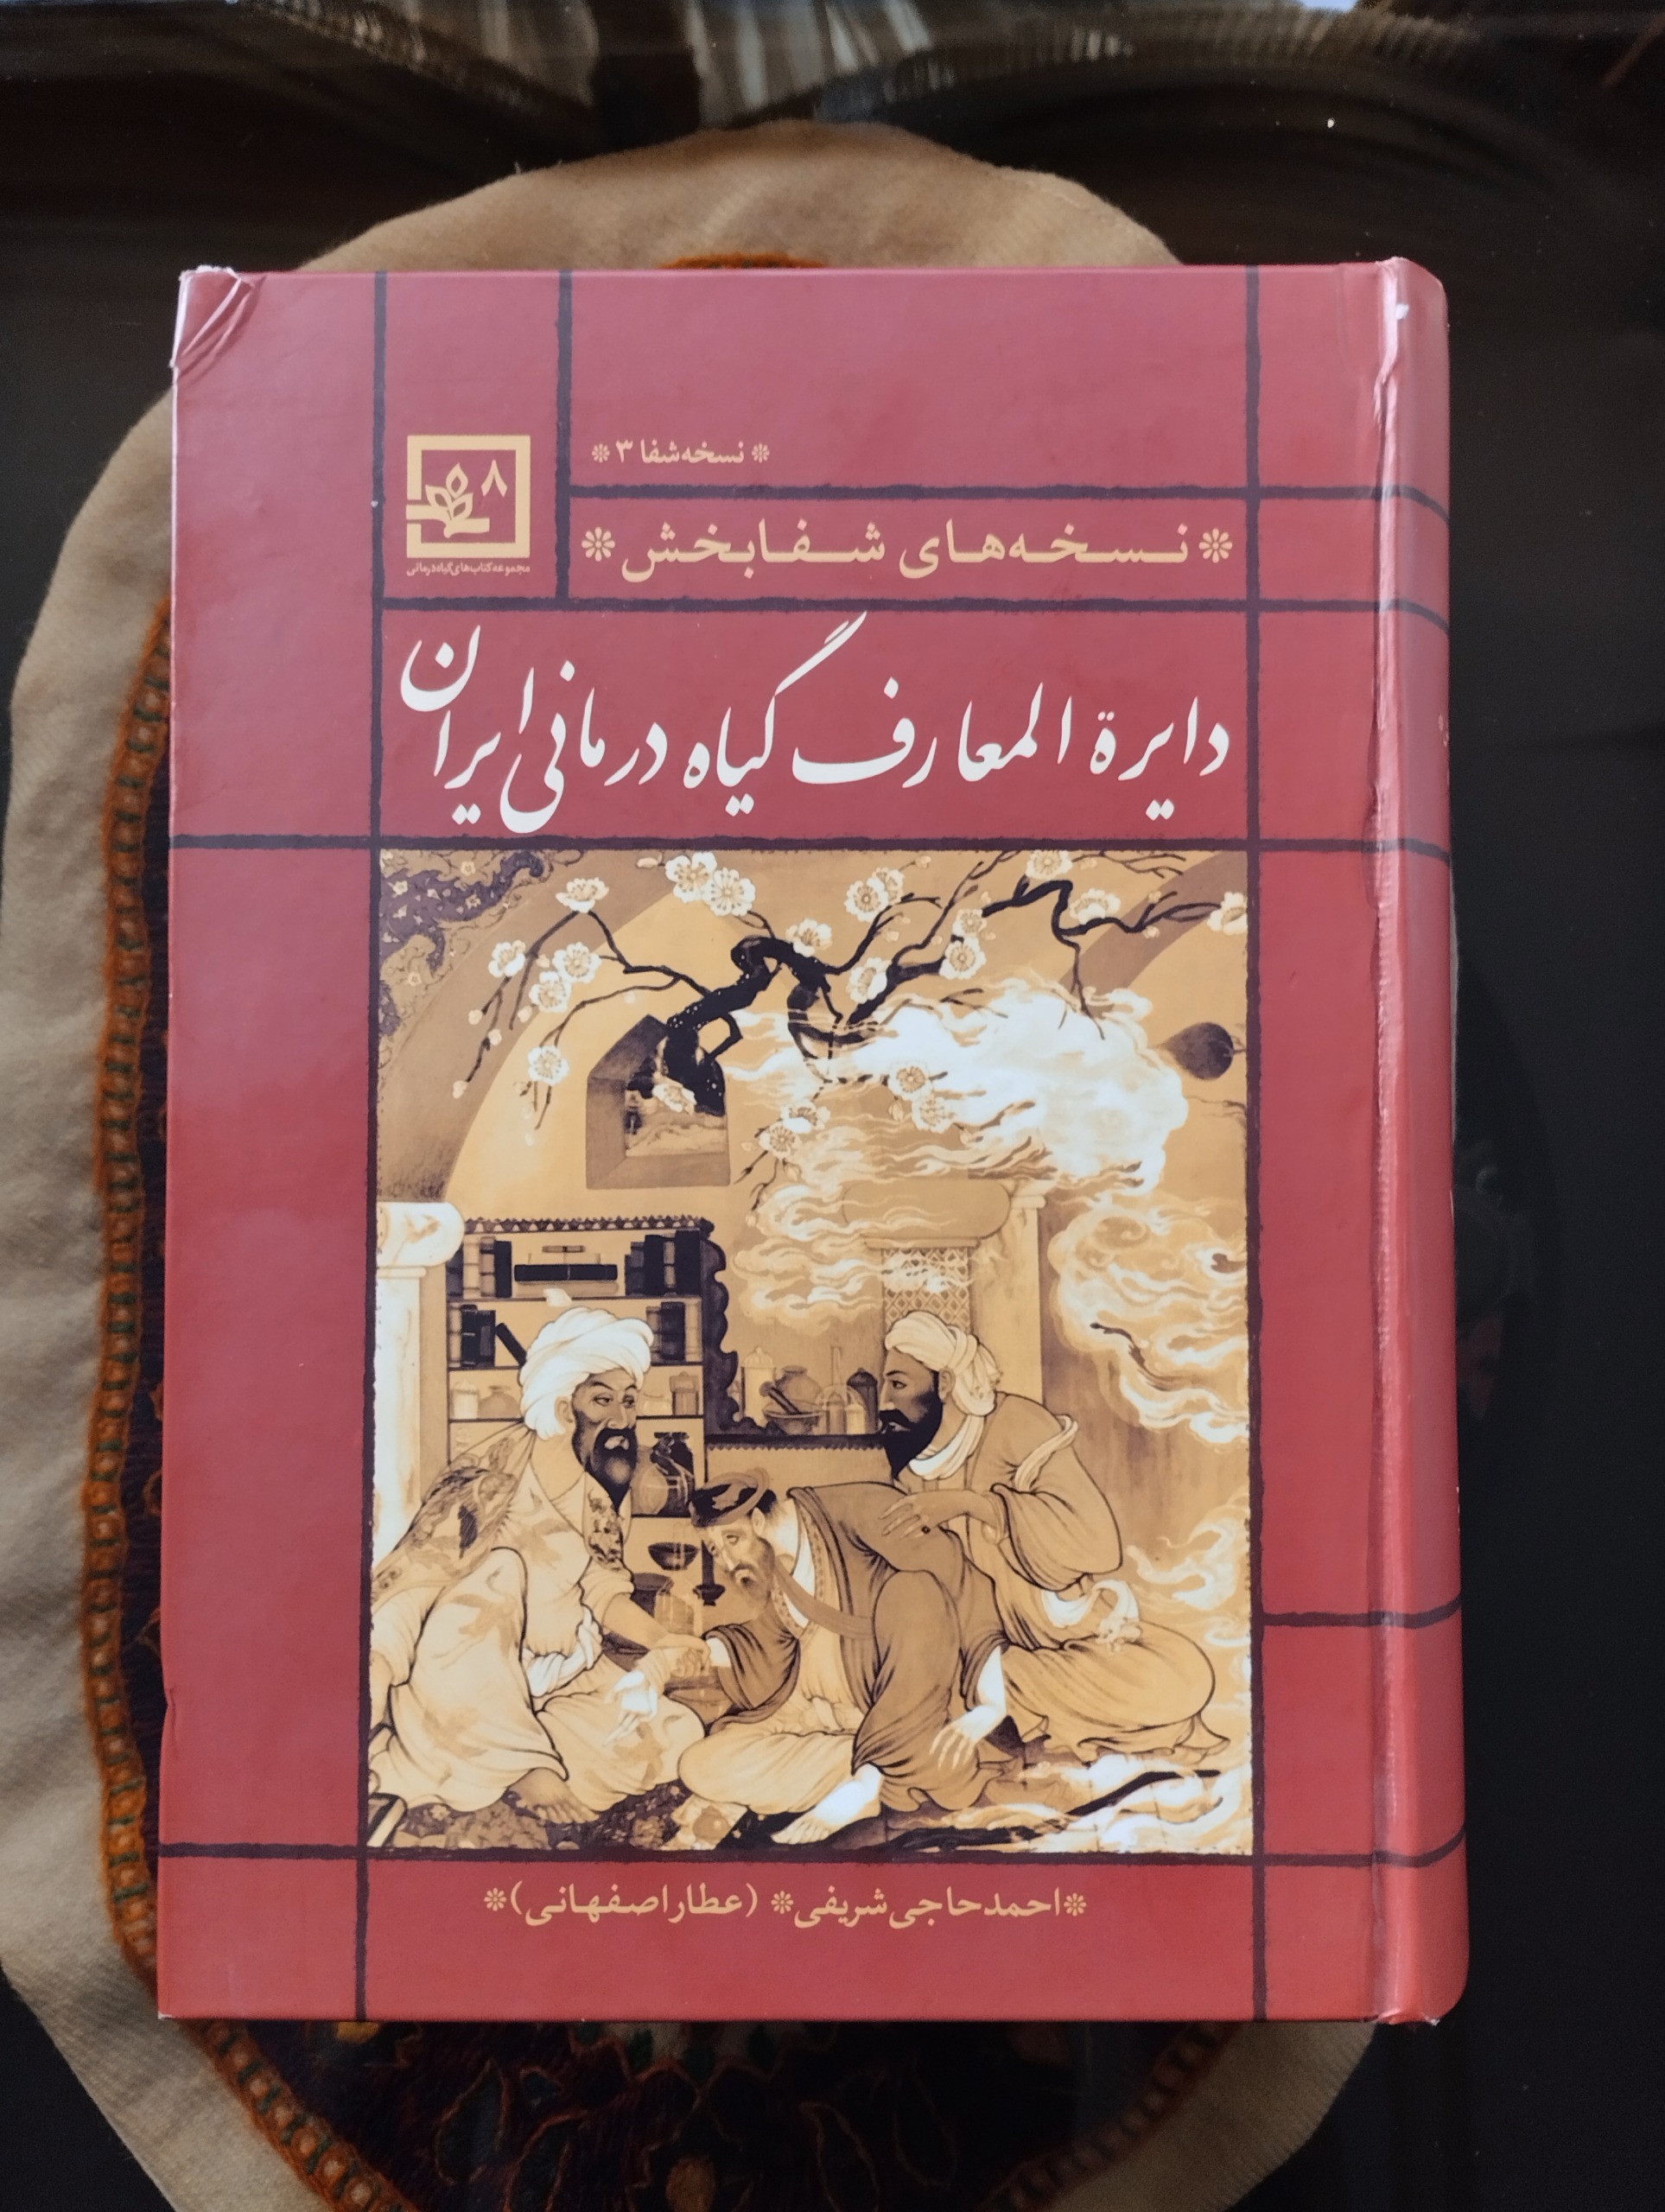 * نسخه شفا ۳ *
* نسخه‌های شفابخش *
۸
مجموعه کتاب‌های گیاه‌درمانی
دایرة المعارف گیاه درمانی ایران
* احمد حاجی شریفی * (عطار اصفهانی) *